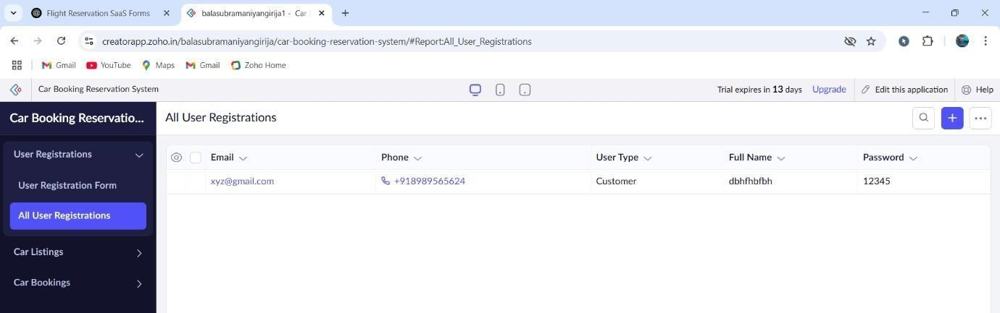 Flight Reservation SaaS Forms
balasubramaniyangirija1 - Car
creatorapp.zoho.in/balasubramaniyangirija/car-booking-reservation-system/#Report:All_User_Registrations
Gmail YouTube Maps Gmail Zoho Home
Car Booking Reservation System Trial expires in 13 days Upgrade Edit this application Help
Car Booking Reservatio... All User Registrations
User Registrations
User Registration Form
All User Registrations
Car Listings
Car Bookings
Email Phone User Type Full Name Password
xyz@gmail.com +918989565624 Customer dbhfhbfbh 12345